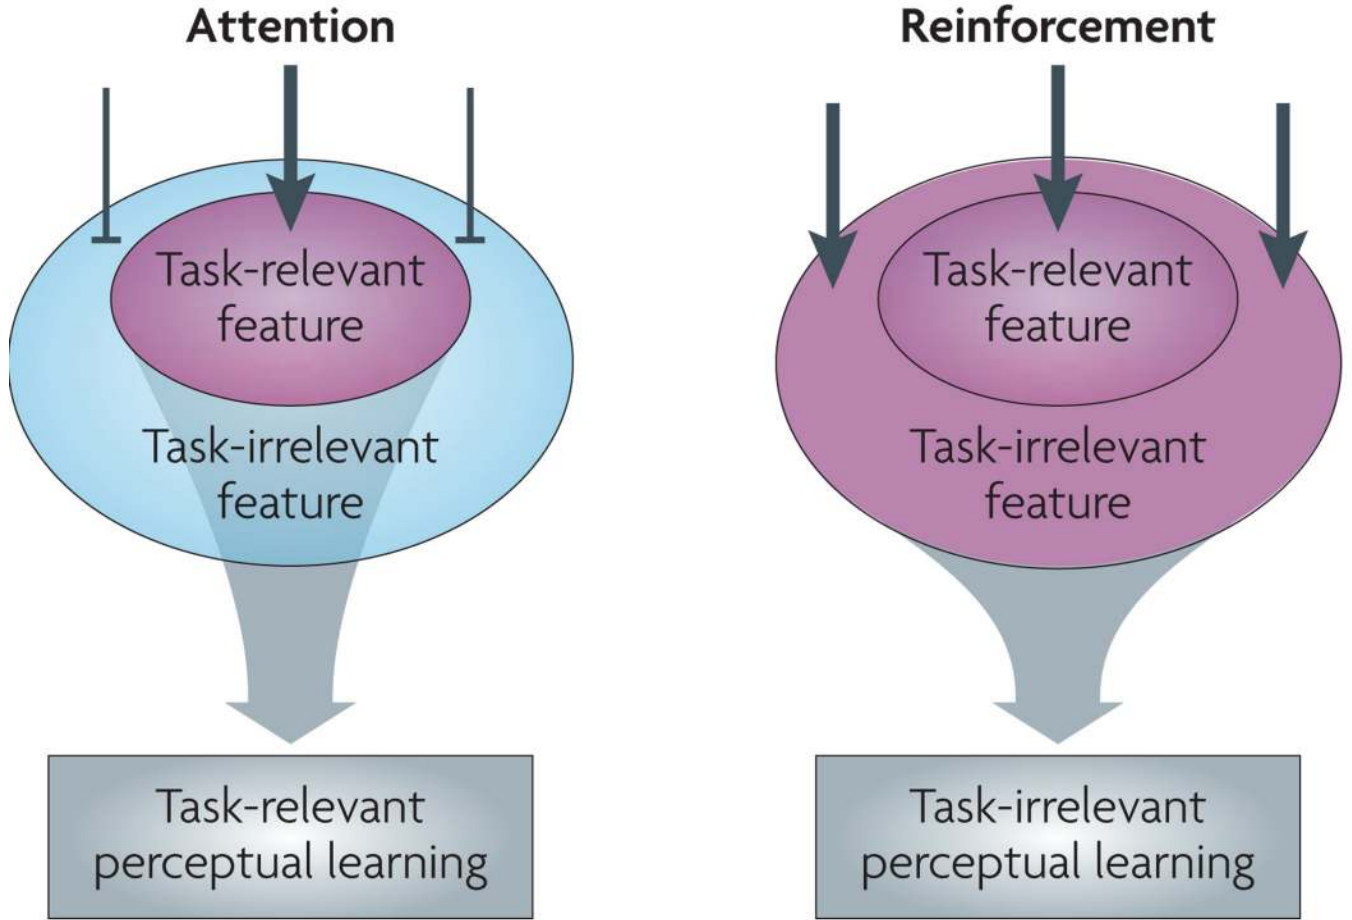 Attention
Task-relevant
feature
Task-irrelevant
feature
Task-relevant
perceptual learning
Reinforcement
Task-relevant
feature
Task-irrelevant
feature
Task-irrelevant
perceptual learning